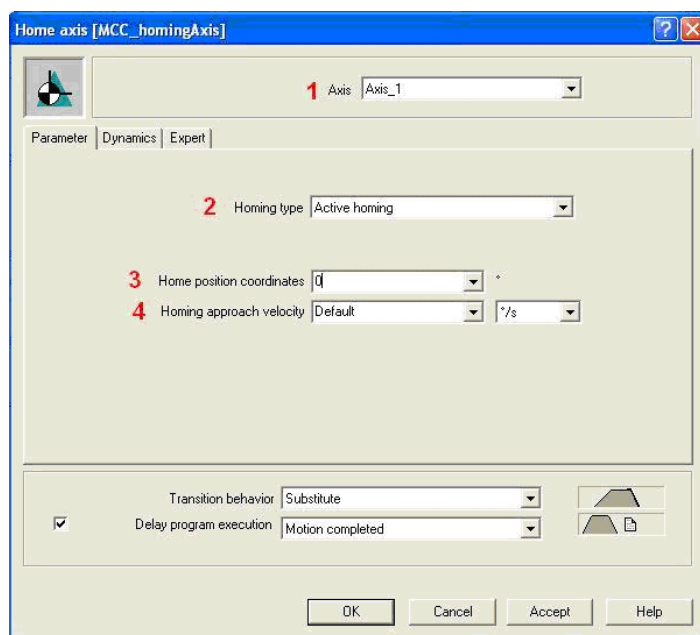 Home axis [MCC_homingAxis]
1 Axis Axis_1
Parameter Dynamics Expert
2 Homing type Active homing
3 Home position coordinates 0 °
4 Homing approach velocity Default °/s
Transition behavior Substitute
Delay program execution Motion completed
OK Cancel Accept Help